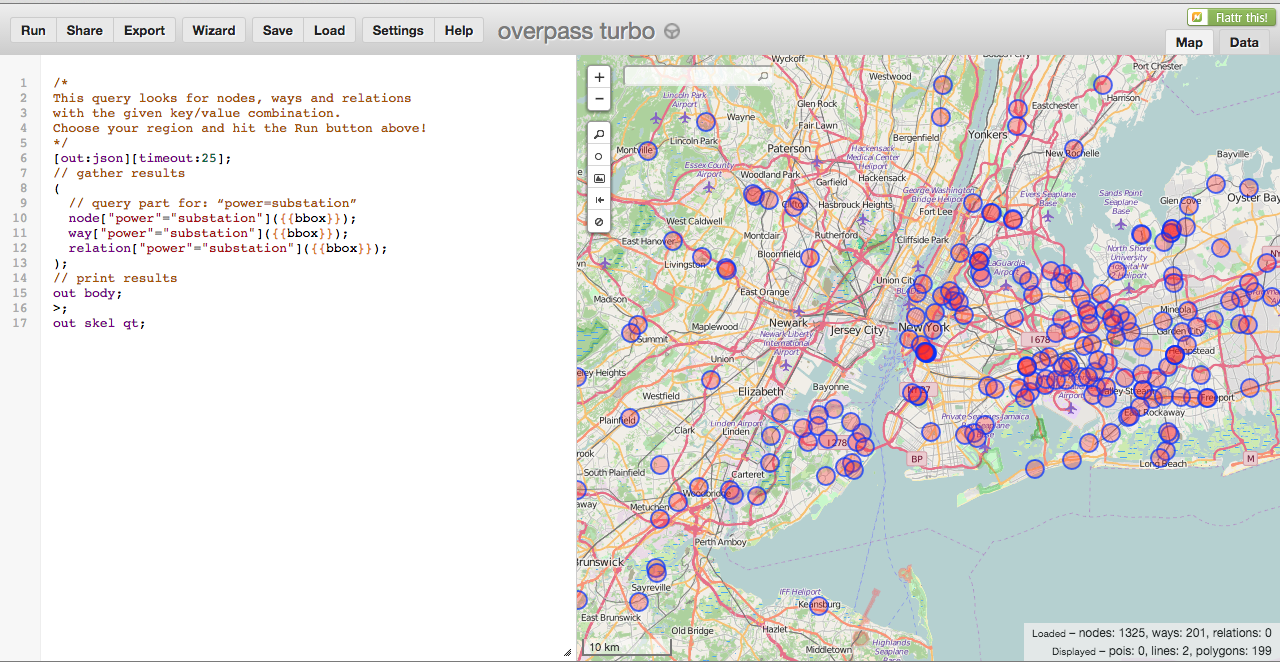 Flattr this!
Run Share Export Wizard Save Load Settings Help overpass turbo
Map Data
1
2
3
4
5
6
7
8
9
10
11
12
13
14
15
16
17
/*
This query looks for nodes, ways and relations
with the given key/value combination.
Choose your region and hit the Run button above!
*/
[out:json][timeout:25];
// gather results
(
// query part for: “power=substation”
node["power"="substation"]({{bbox}});
way["power"="substation"]({{bbox}});
relation["power"="substation"]({{bbox}});
);
// print results
out body;
>;
out skel qt;
+
−
Wyckoff
Port Chester
Westwood
Lincoln Park
Airport
Glen Rock
Eastchester
Harrison
Wayne
Fair Lawn
Yonkers
Lincoln Park
Bergenfield
Montville
Paterson
Hackensack
Medical Center
Heliport
New Rochelle
Bayville
Essex County
Airport
Woodland Park
Hackensack
Garfield
George Washington
Bridge Heliport
Evers Seaplane
Base
Sands Point
Seaplane
Base
Glen Cove
Oyster Bay
Clifton
Hasbrouck Heights
Fort Lee
West Caldwell
East Hanover
Montclair
Rutherford
Cliffside Park
North Shore
University
Hospital-Nr
Heliport
Livingston
Bloomfield
LaGuardia
Airport
Union City
Madison
East Orange
Mineola
Maplewood
Newark
Jersey City
New York
Garden City
Summit
Newark Liberty
International
Airport
I 678
Hempstead
Union
Elizabeth
Bayonne
Valley Stream
Freeport
Westfield
Airport
East Rockaway
Plainfield
Clark
Linden Airport
Linden
I 278
BP
Long Beach
M
South Plainfield
Carteret
Woodbridge
Metuchen
Perth Amboy
Sayreville
East Brunswick
IFF Heliport
Keansburg
Old Bridge
Hazlet
Middletown
Highlands
Seaplane
Base
10 km
Loaded – nodes: 1325, ways: 201, relations: 0
Displayed – pois: 0, lines: 2, polygons: 199